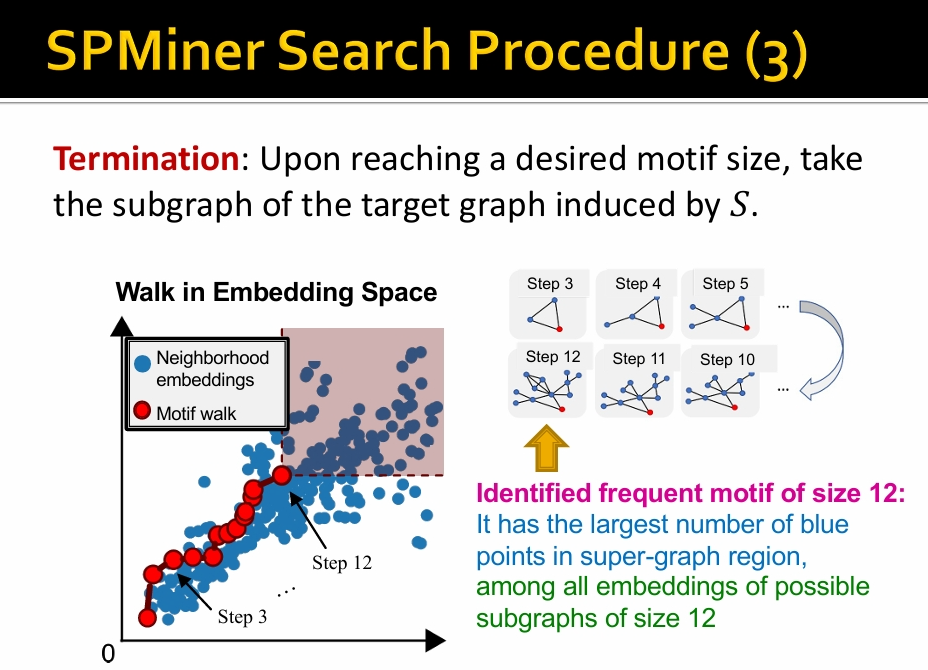 SPMiner Search Procedure (3)
Termination: Upon reaching a desired motif size, take
the subgraph of the target graph induced by S.
Walk in Embedding Space
Neighborhood
embeddings
Motif walk
Step 12
...
Step 3
0
Step 3
Step 4
Step 5
...
Step 12
Step 11
Step 10
...
Identified frequent motif of size 12:
It has the largest number of blue
points in super-graph region,
among all embeddings of possible
subgraphs of size 12